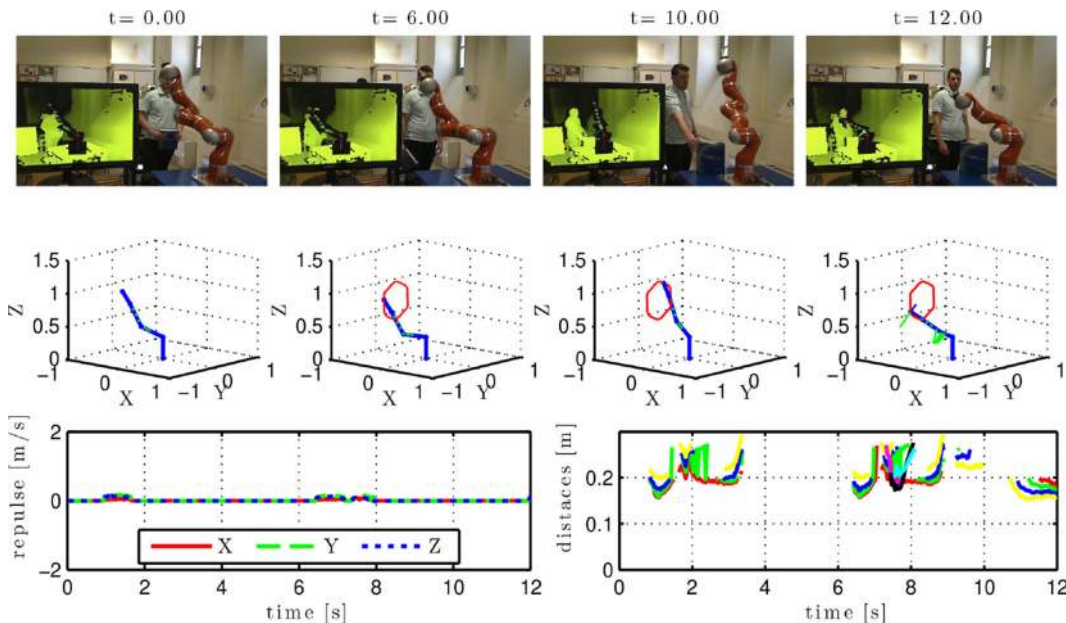 t= 0.00 t= 6.00 t= 10.00 t= 12.00
1.5 1.5 1.5 1.5
1 1 1 1
Z Z Z Z
0.5 0.5 0.5 0.5
0 0 0 0
−1 0 1 −1 0 1 −1 0 1 −1 0 1 −1 0 1 −1 0 1 −1 0 1 −1 0 1
X Y X Y X Y X Y
repulse [m/s]
2
0
−2
X Y Z
0 2 4 6 8 10 12
time [s]
distaces [m]
0.2
0.1
0
0 2 4 6 8 10 12
time [s]